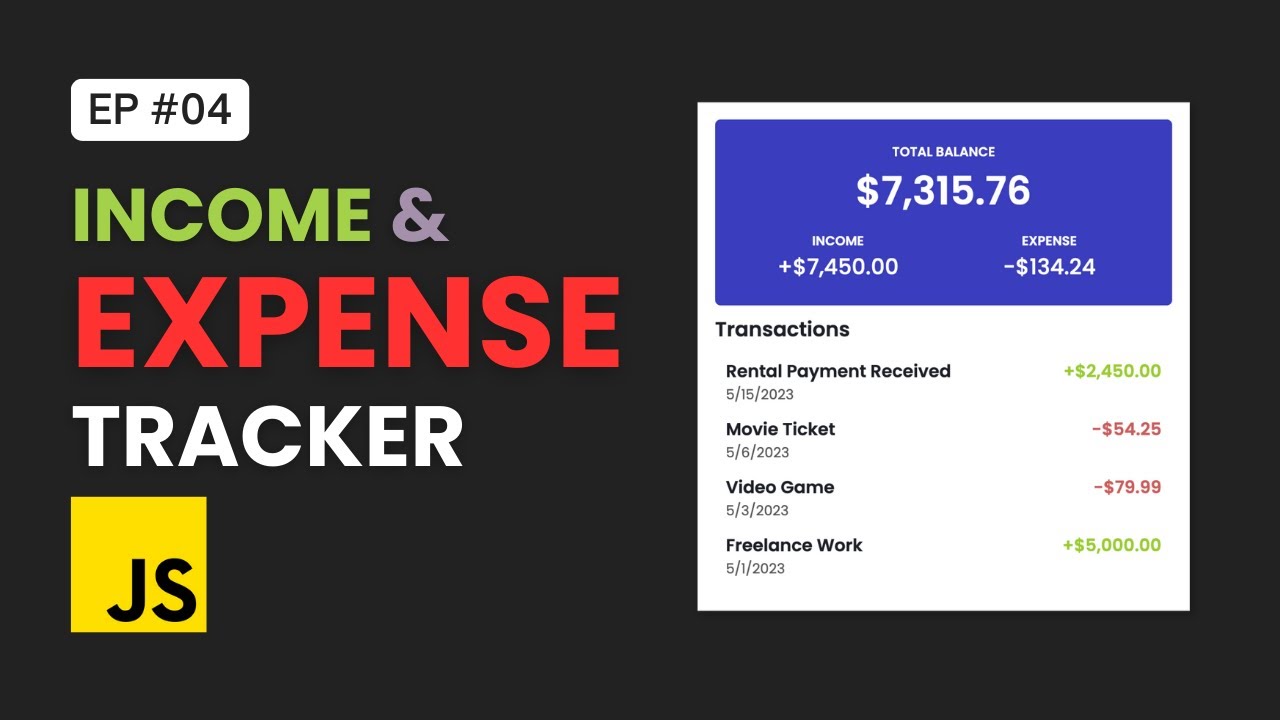 EP #04
INCOME &
EXPENSE
TRACKER
JS
TOTAL BALANCE
$7,315.76
INCOME EXPENSE
+$7,450.00 -$134.24
Transactions
Rental Payment Received +$2,450.00
5/15/2023
Movie Ticket -$54.25
5/6/2023
Video Game -$79.99
5/3/2023
Freelance Work +$5,000.00
5/1/2023